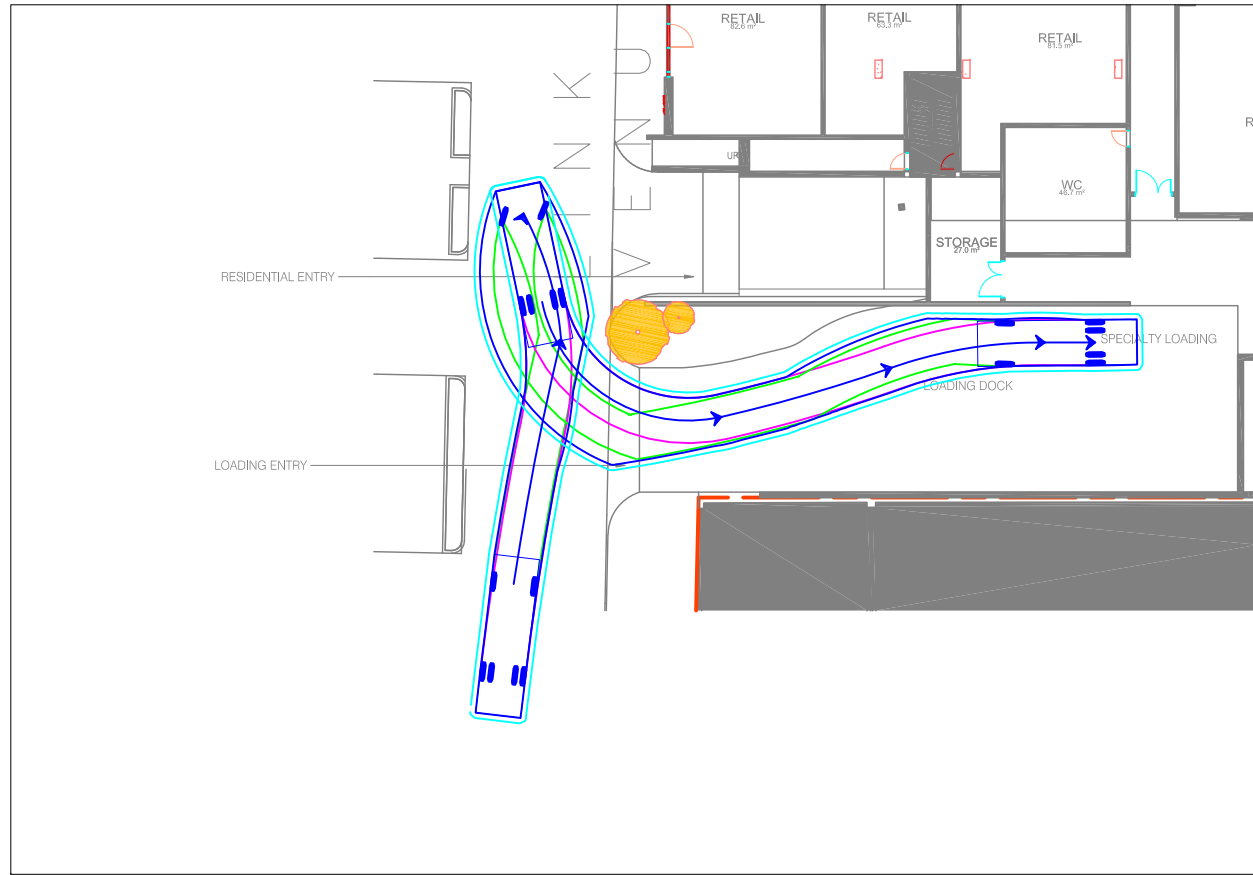 RETAIL
82.6 m²
RETAIL
63.3 m²
RETAIL
81.5 m²
UP
WC
46.7 m²
STORAGE
27.0 m²
RESIDENTIAL ENTRY
SPECIALTY LOADING
LOADING DOCK
LOADING ENTRY